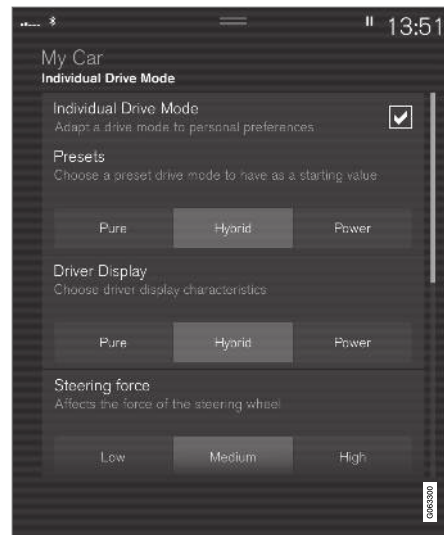 13:51
My Car
Individual Drive Mode
Individual Drive Mode
Adapt a drive mode to personal preferences
Presets
Choose a preset drive mode to have as a starting value
Pure Hybrid Power
Driver Display
Choose driver display characteristics
Pure Hybrid Power
Steering force
Affects the force of the steering wheel
Low Medium High
G063300